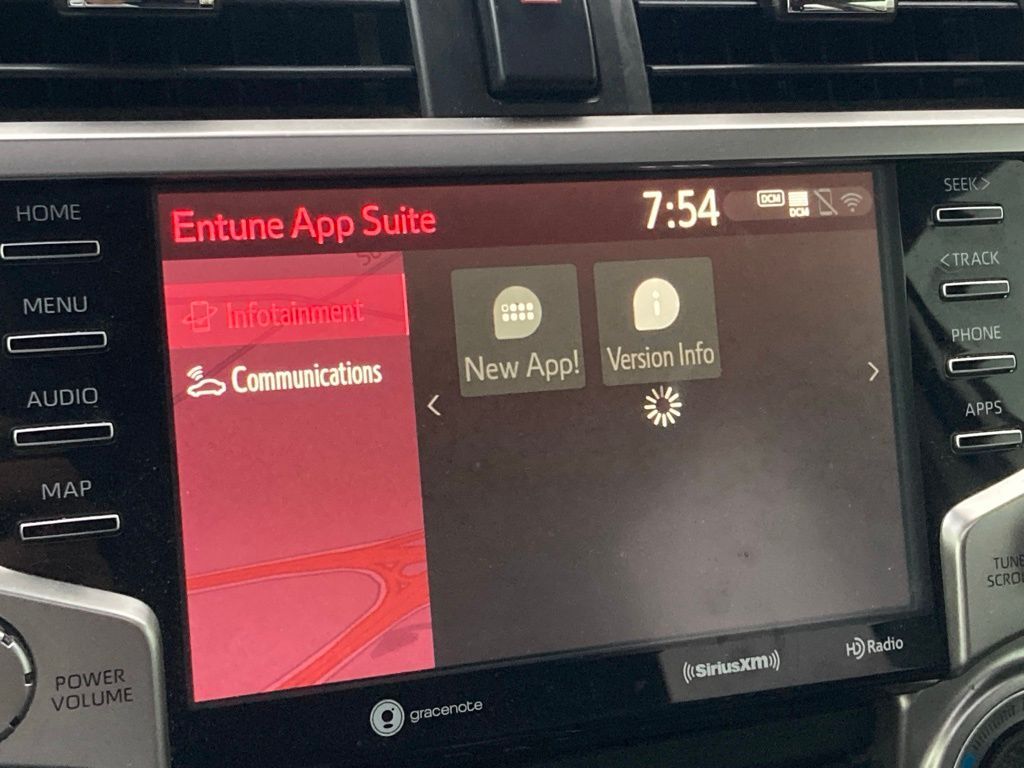 HOME
MENU
AUDIO
MAP
POWER
VOLUME
Entune App Suite
7:54
DCM
DCM
Infotainment
Communications
New App!
Version Info
gracenote
((SiriusXM))
HD Radio
SEEK>
<TRACK
PHONE
APPS
TUNE
SCRO